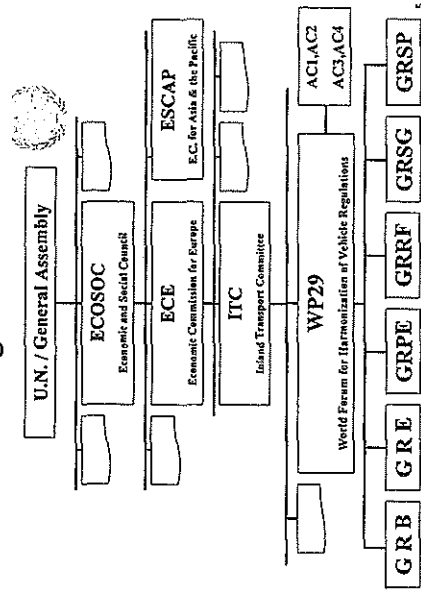 U.N. / General Assembly
ECOSOC
Economic and Social Council
ECE
Economic Commission for Europe
ESCAP
E.C. for Asia & the Pacific
ITC
Inland Transport Committee
WP29
World Forum for Harmonization of Vehicle Regulations
AC1,AC2
AC3,AC4
G R B
G R E
GRPE
GRRF
GRSG
GRSP